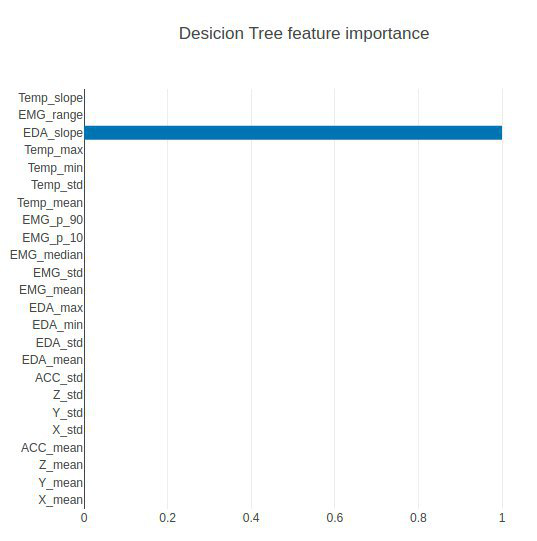 Desicion Tree feature importance
Temp_slope
EMG_range
EDA_slope
Temp_max
Temp_min
Temp_std
Temp_mean
EMG_p_90
EMG_p_10
EMG_median
EMG_std
EMG_mean
EDA_max
EDA_min
EDA_std
EDA_mean
ACC_std
Z_std
Y_std
X_std
ACC_mean
Z_mean
Y_mean
X_mean
0 0.2 0.4 0.6 0.8 1